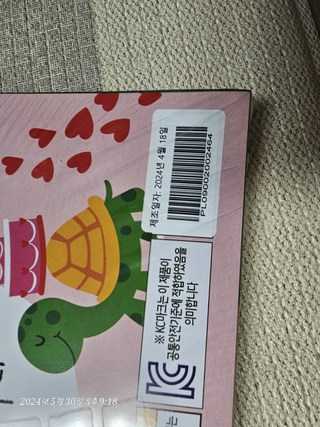 제조일자: 2024년 4월 18일
PL090002002464
※ KC마크는 이 제품이
공통안전기준에 적합하였음을
의미합니다
2024년 5월 30일 오후 9:18